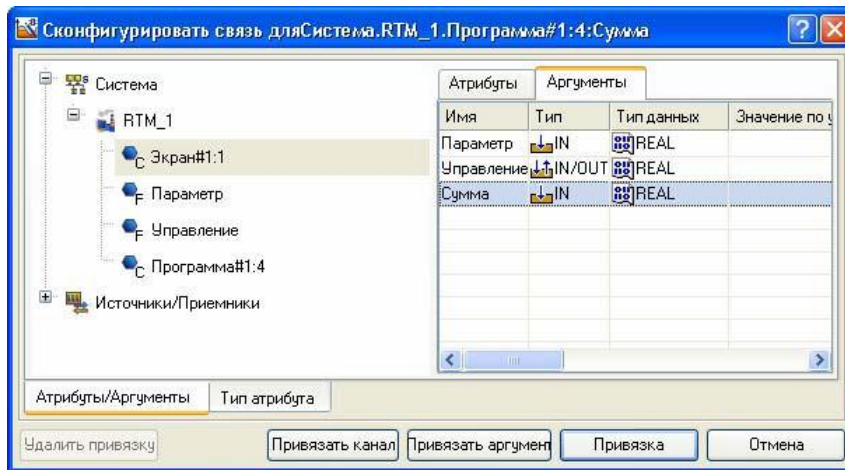 Сконфигурировать связь дляСистема.RTM_1.Программа#1:4:Сумма
Система
RTM_1
Экран#1:1
Параметр
Управление
Программа#1:4
Источники/Приемники
Атрибуты Аргументы
Имя Тип Тип данных Значение по у
Параметр IN REAL
Управление IN/OUT REAL
Сумма IN REAL
Атрибуты/Аргументы Тип атрибута
Удалить привязку Привязать канал Привязать аргумент Привязка Отмена